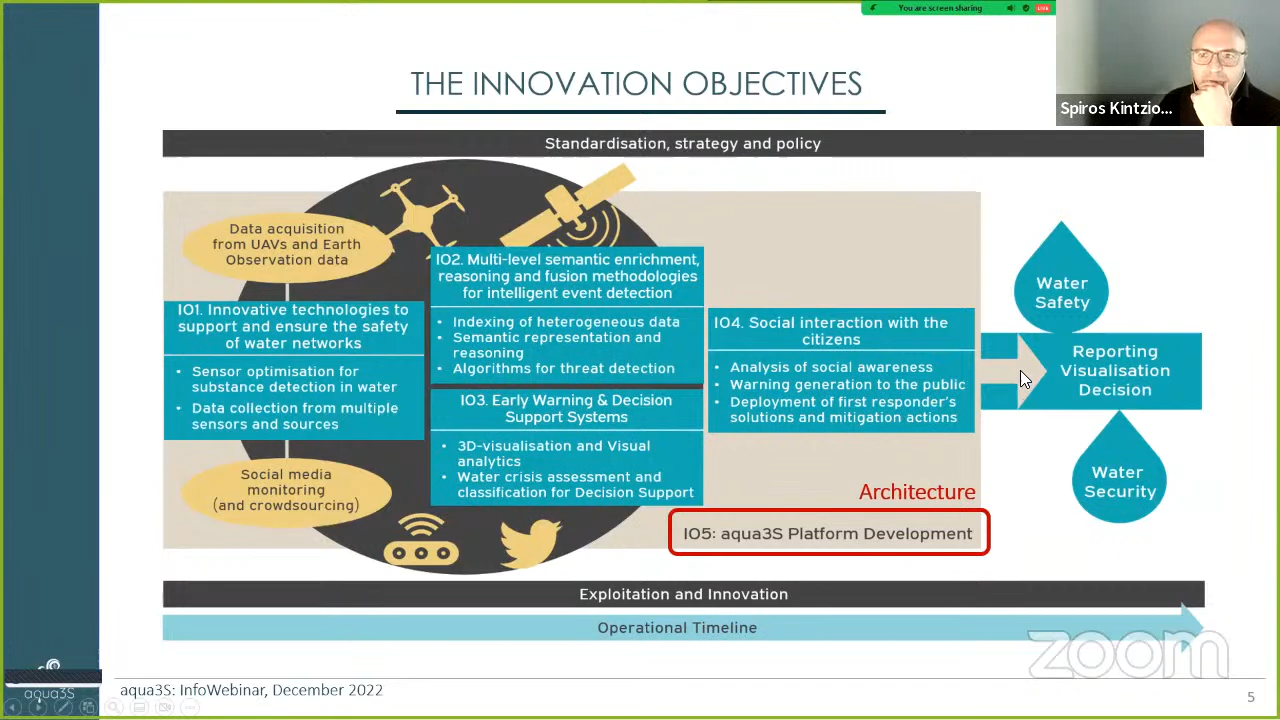 You are screen sharing
LIVE
THE INNOVATION OBJECTIVES
Spiros Kintzio...
Standardisation, strategy and policy
Data acquisition
from UAVs and Earth
Observation data
IO1. Innovative technologies to
support and ensure the safety
of water networks
• Sensor optimisation for
substance detection in water
• Data collection from multiple
sensors and sources
Social media
monitoring
(and crowdsourcing)
IO2. Multi-level semantic enrichment,
reasoning and fusion methodologies
for intelligent event detection
• Indexing of heterogeneous data
• Semantic representation and
reasoning
• Algorithms for threat detection
IO3. Early Warning & Decision
Support Systems
• 3D-visualisation and Visual
analytics
• Water crisis assessment and
classification for Decision Support
IO4. Social interaction with the
citizens
• Analysis of social awareness
• Warning generation to the public
• Deployment of first responder's
solutions and mitigation actions
Architecture
IO5: aqua3S Platform Development
Water
Safety
Reporting
Visualisation
Decision
Water
Security
Exploitation and Innovation
Operational Timeline
zoom
aqua3S
aqua3S: InfoWebinar, December 2022
5